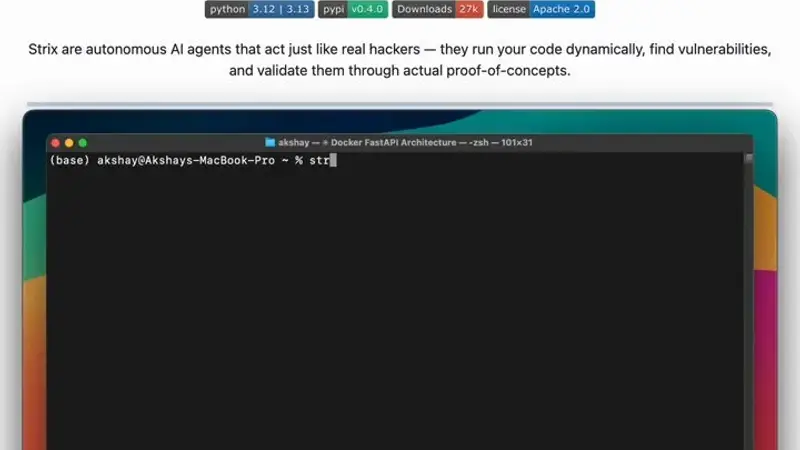 python 3.12 | 3.13 pypi v0.4.0 Downloads 27k license Apache 2.0
Strix are autonomous AI agents that act just like real hackers — they run your code dynamically, find vulnerabilities,
and validate them through actual proof-of-concepts.
akshay — ✳ Docker FastAPI Architecture — -zsh — 101×31
(base) akshay@Akshays-MacBook-Pro ~ % str